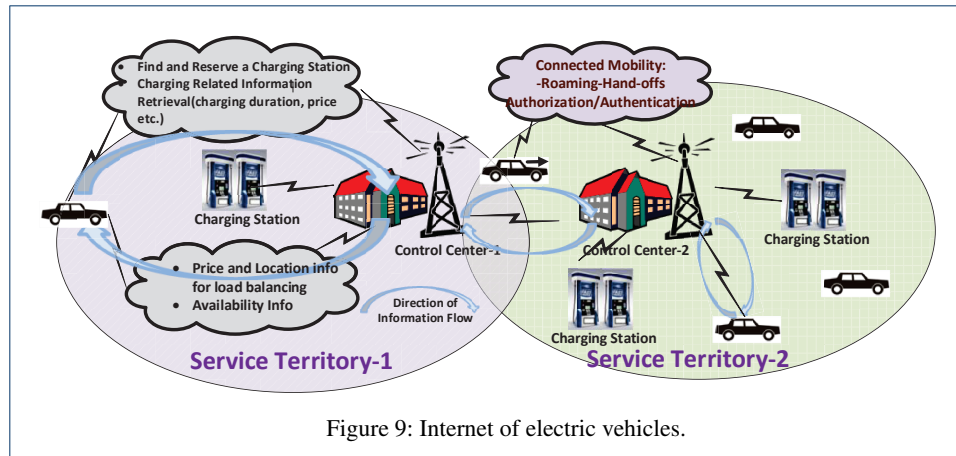 • Find and Reserve a Charging Station
• Charging Related Information
Retrieval(charging duration, price
etc.)
Connected Mobility:
-Roaming-Hand-offs
Authorization/Authentication
Charging Station
Control Center-1
Control Center-2
Charging Station
• Price and Location info
for load balancing
• Availability Info
Direction of
Information Flow
Charging Station
Service Territory-1
Service Territory-2
Figure 9: Internet of electric vehicles.